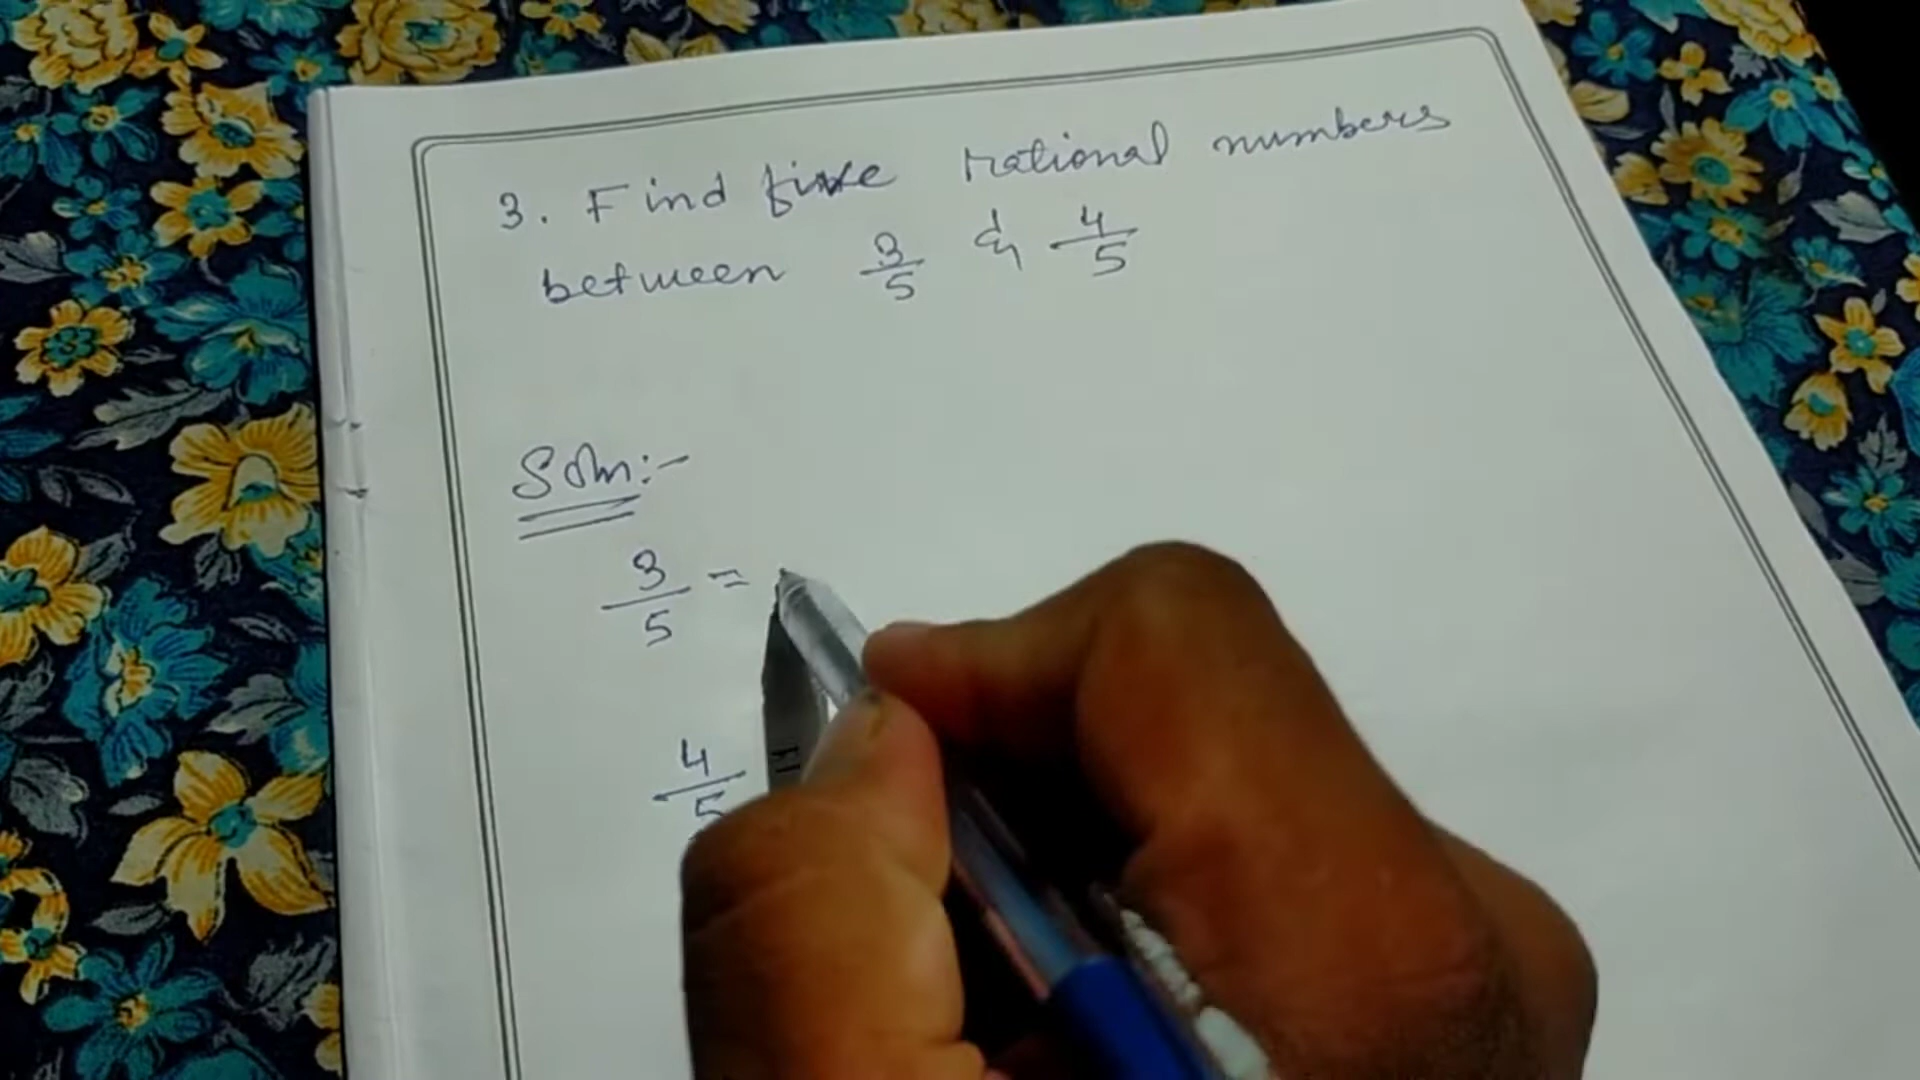 3. Find five rational numbers
between 3/5 & 4/5
Soln:-
3/5 =
4/5